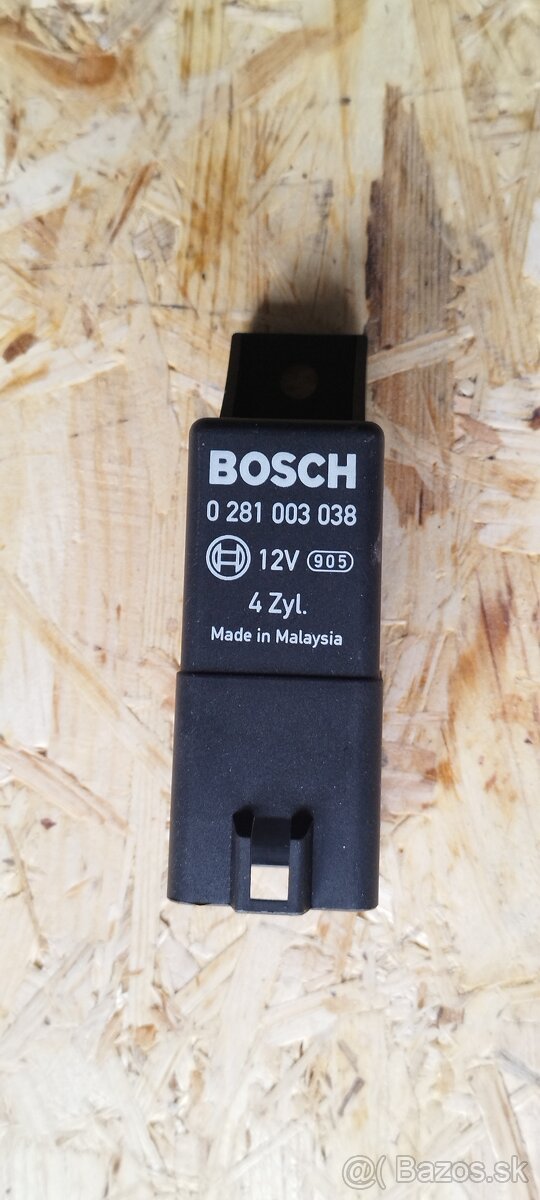 BOSCH
0 281 003 038
12V 905
4 Zyl.
Made in Malaysia
@ Bazos.sk